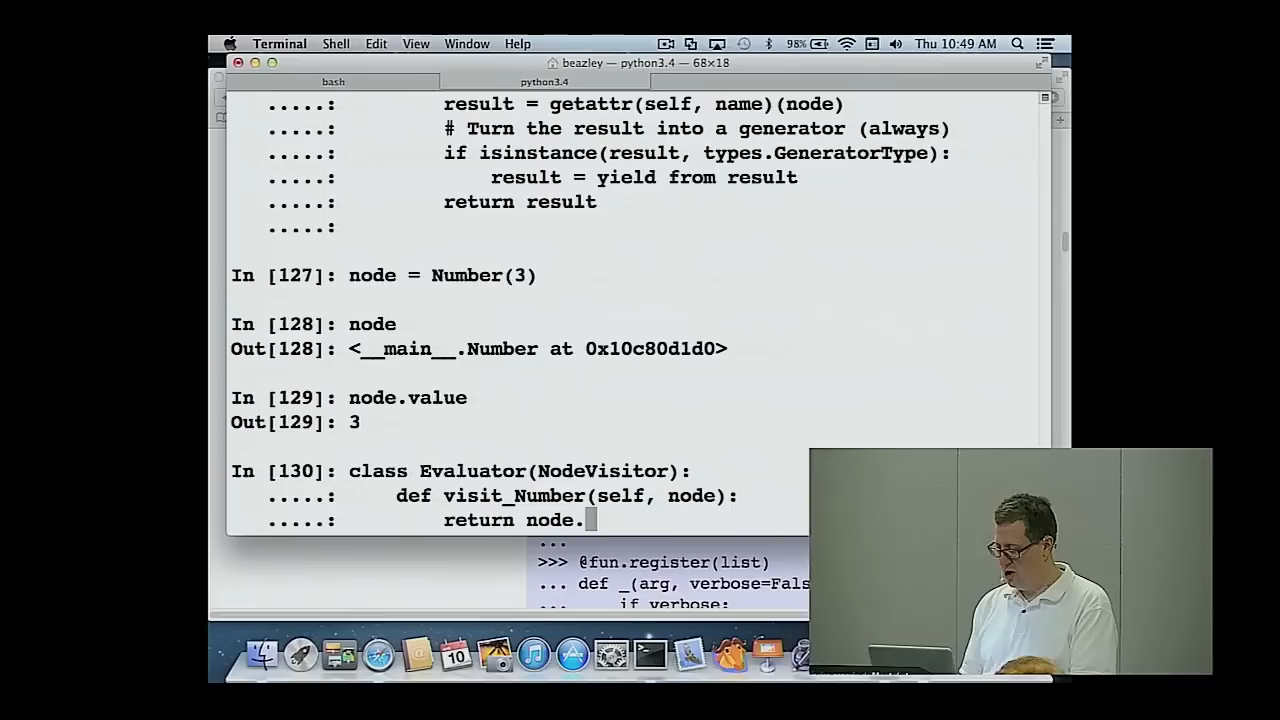 Terminal Shell Edit View Window Help 98% Thu 10:49 AM
beazley — python3.4 — 68×18
bash python3.4
.....:         result = getattr(self, name)(node)
.....:         # Turn the result into a generator (always)
.....:         if isinstance(result, types.GeneratorType):
.....:             result = yield from result
.....:         return result
.....:
In [127]: node = Number(3)
In [128]: node
Out[128]: <__main__.Number at 0x10c80d1d0>
In [129]: node.value
Out[129]: 3
In [130]: class Evaluator(NodeVisitor):
.....:     def visit_Number(self, node):
.....:         return node.
...
>>> @fun.register(list)
... def _(arg, verbose=Fals
...     if verbose:
10